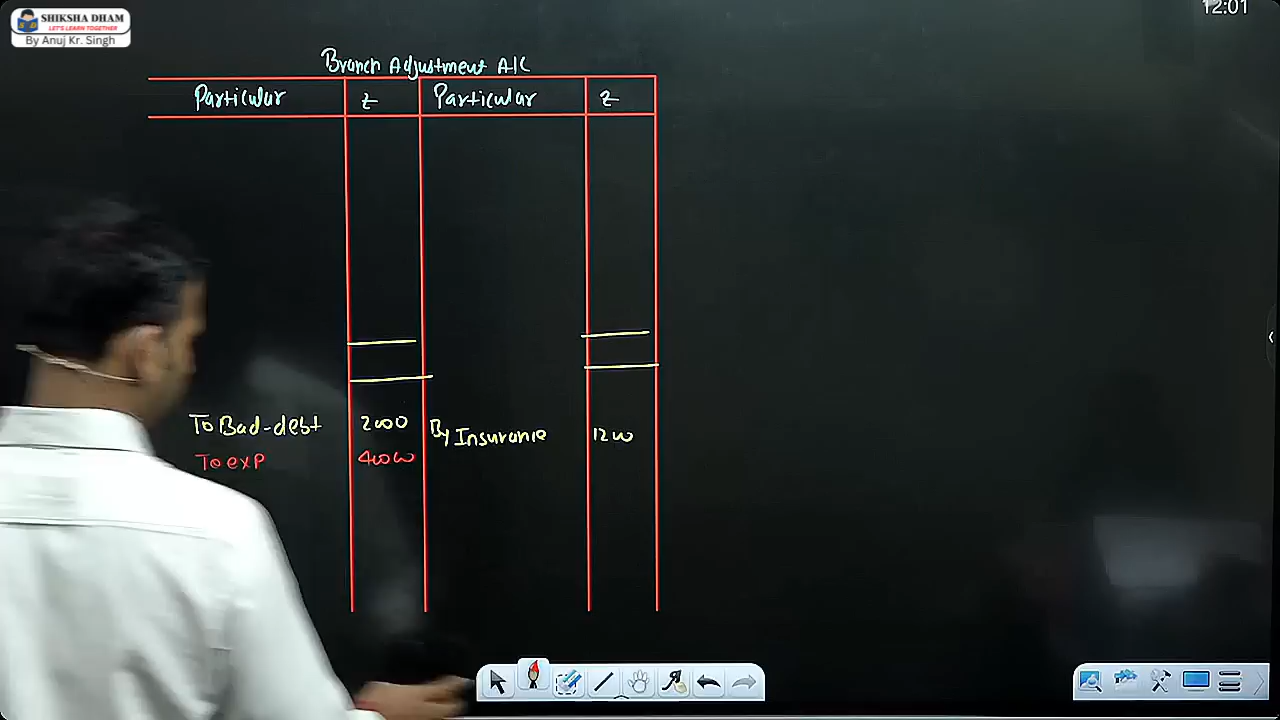 SHIKSHA DHAM
LET'S LEARN TOGETHER
By Anuj Kr. Singh
12:01
Branch Adjustment A/C
Particular ₹ Particular ₹
To Bad-debt 2000 By Insurance 1200
To exp 4000